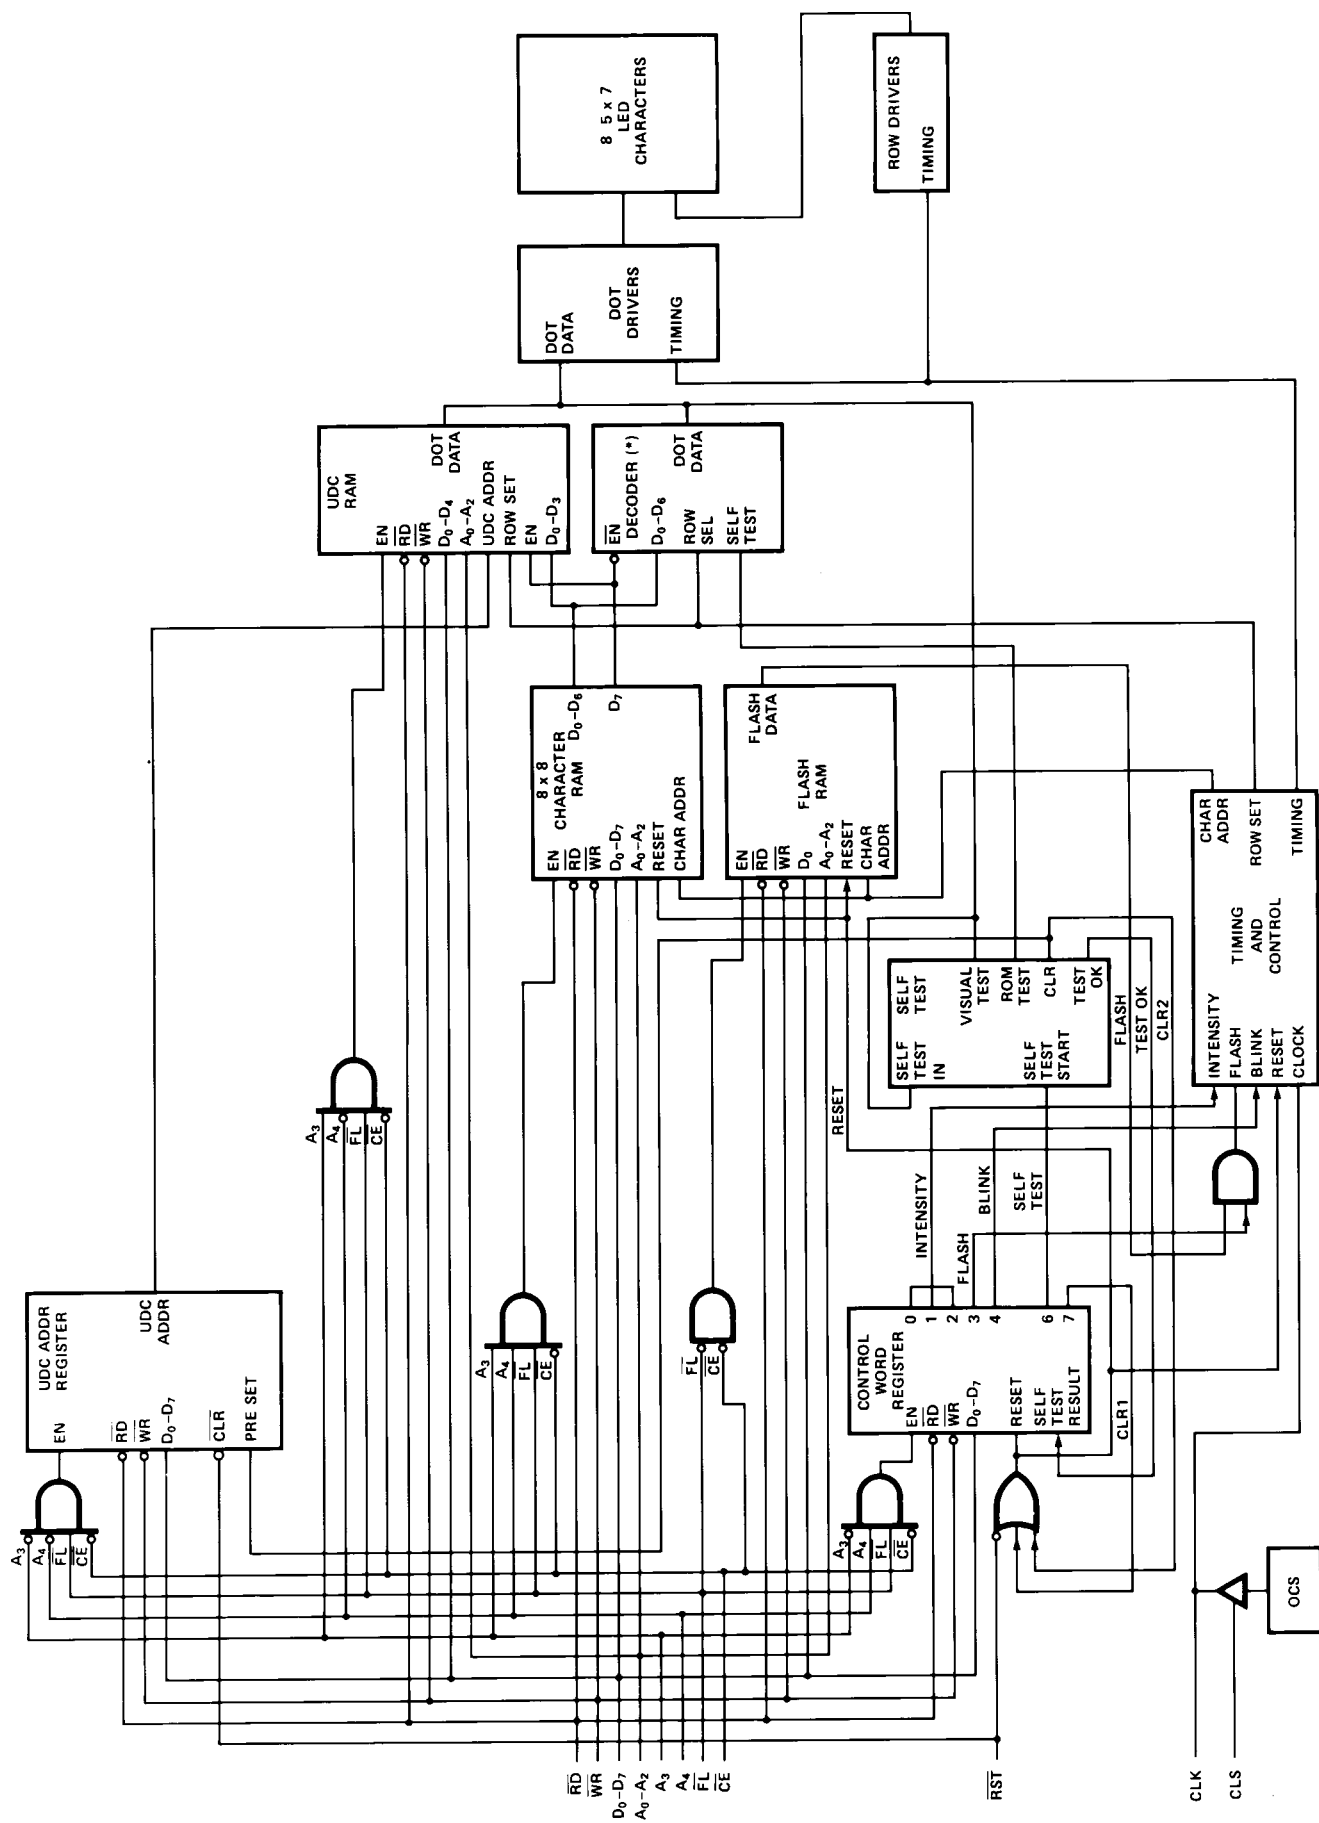 8 5 x 7
LED
CHARACTERS
ROW DRIVERS
TIMING
DOT
DATA
DOT
DRIVERS
TIMING
UDC
RAM
EN
RD
WR
D0-D4
A0-A2
UDC ADDR
ROW SET
EN
D0-D3
DOT
DATA
EN
DECODER (*)
D0-D6
ROW
SEL
SELF
TEST
DOT
DATA
8 x 8
CHARACTER
RAM
D0-D6
D7
EN
RD
WR
D0-D7
A0-A2
RESET
CHAR ADDR
FLASH
DATA
FLASH
RAM
EN
RD
WR
D0
A0-A2
RESET
CHAR
ADDR
CHAR
ADDR
ROW SET
TIMING
TIMING
AND
CONTROL
INTENSITY
FLASH
BLINK
RESET
CLOCK
SELF
TEST
VISUAL
TEST
ROM
TEST
CLR
TEST
OK
SELF
TEST
IN
SELF
TEST
START
FLASH
TEST OK
CLR2
RESET
A3
A4
FL
CE
UDC ADDR
REGISTER
UDC
ADDR
EN
RD
WR
D0-D7
CLR
PRE SET
A3
A4
FL
CE
A3
A4
FL
CE
FL
CE
INTENSITY
FLASH
BLINK
SELF
TEST
CONTROL
WORD
REGISTER
0
1
2
3
4
6
7
EN
RD
WR
D0-D7
RESET
SELF
TEST
RESULT
CLR1
A3
A4
FL
CE
OCS
RD
WR
D0-D7
A0-A2
A3
A4
FL
CE
RST
CLK
CLS